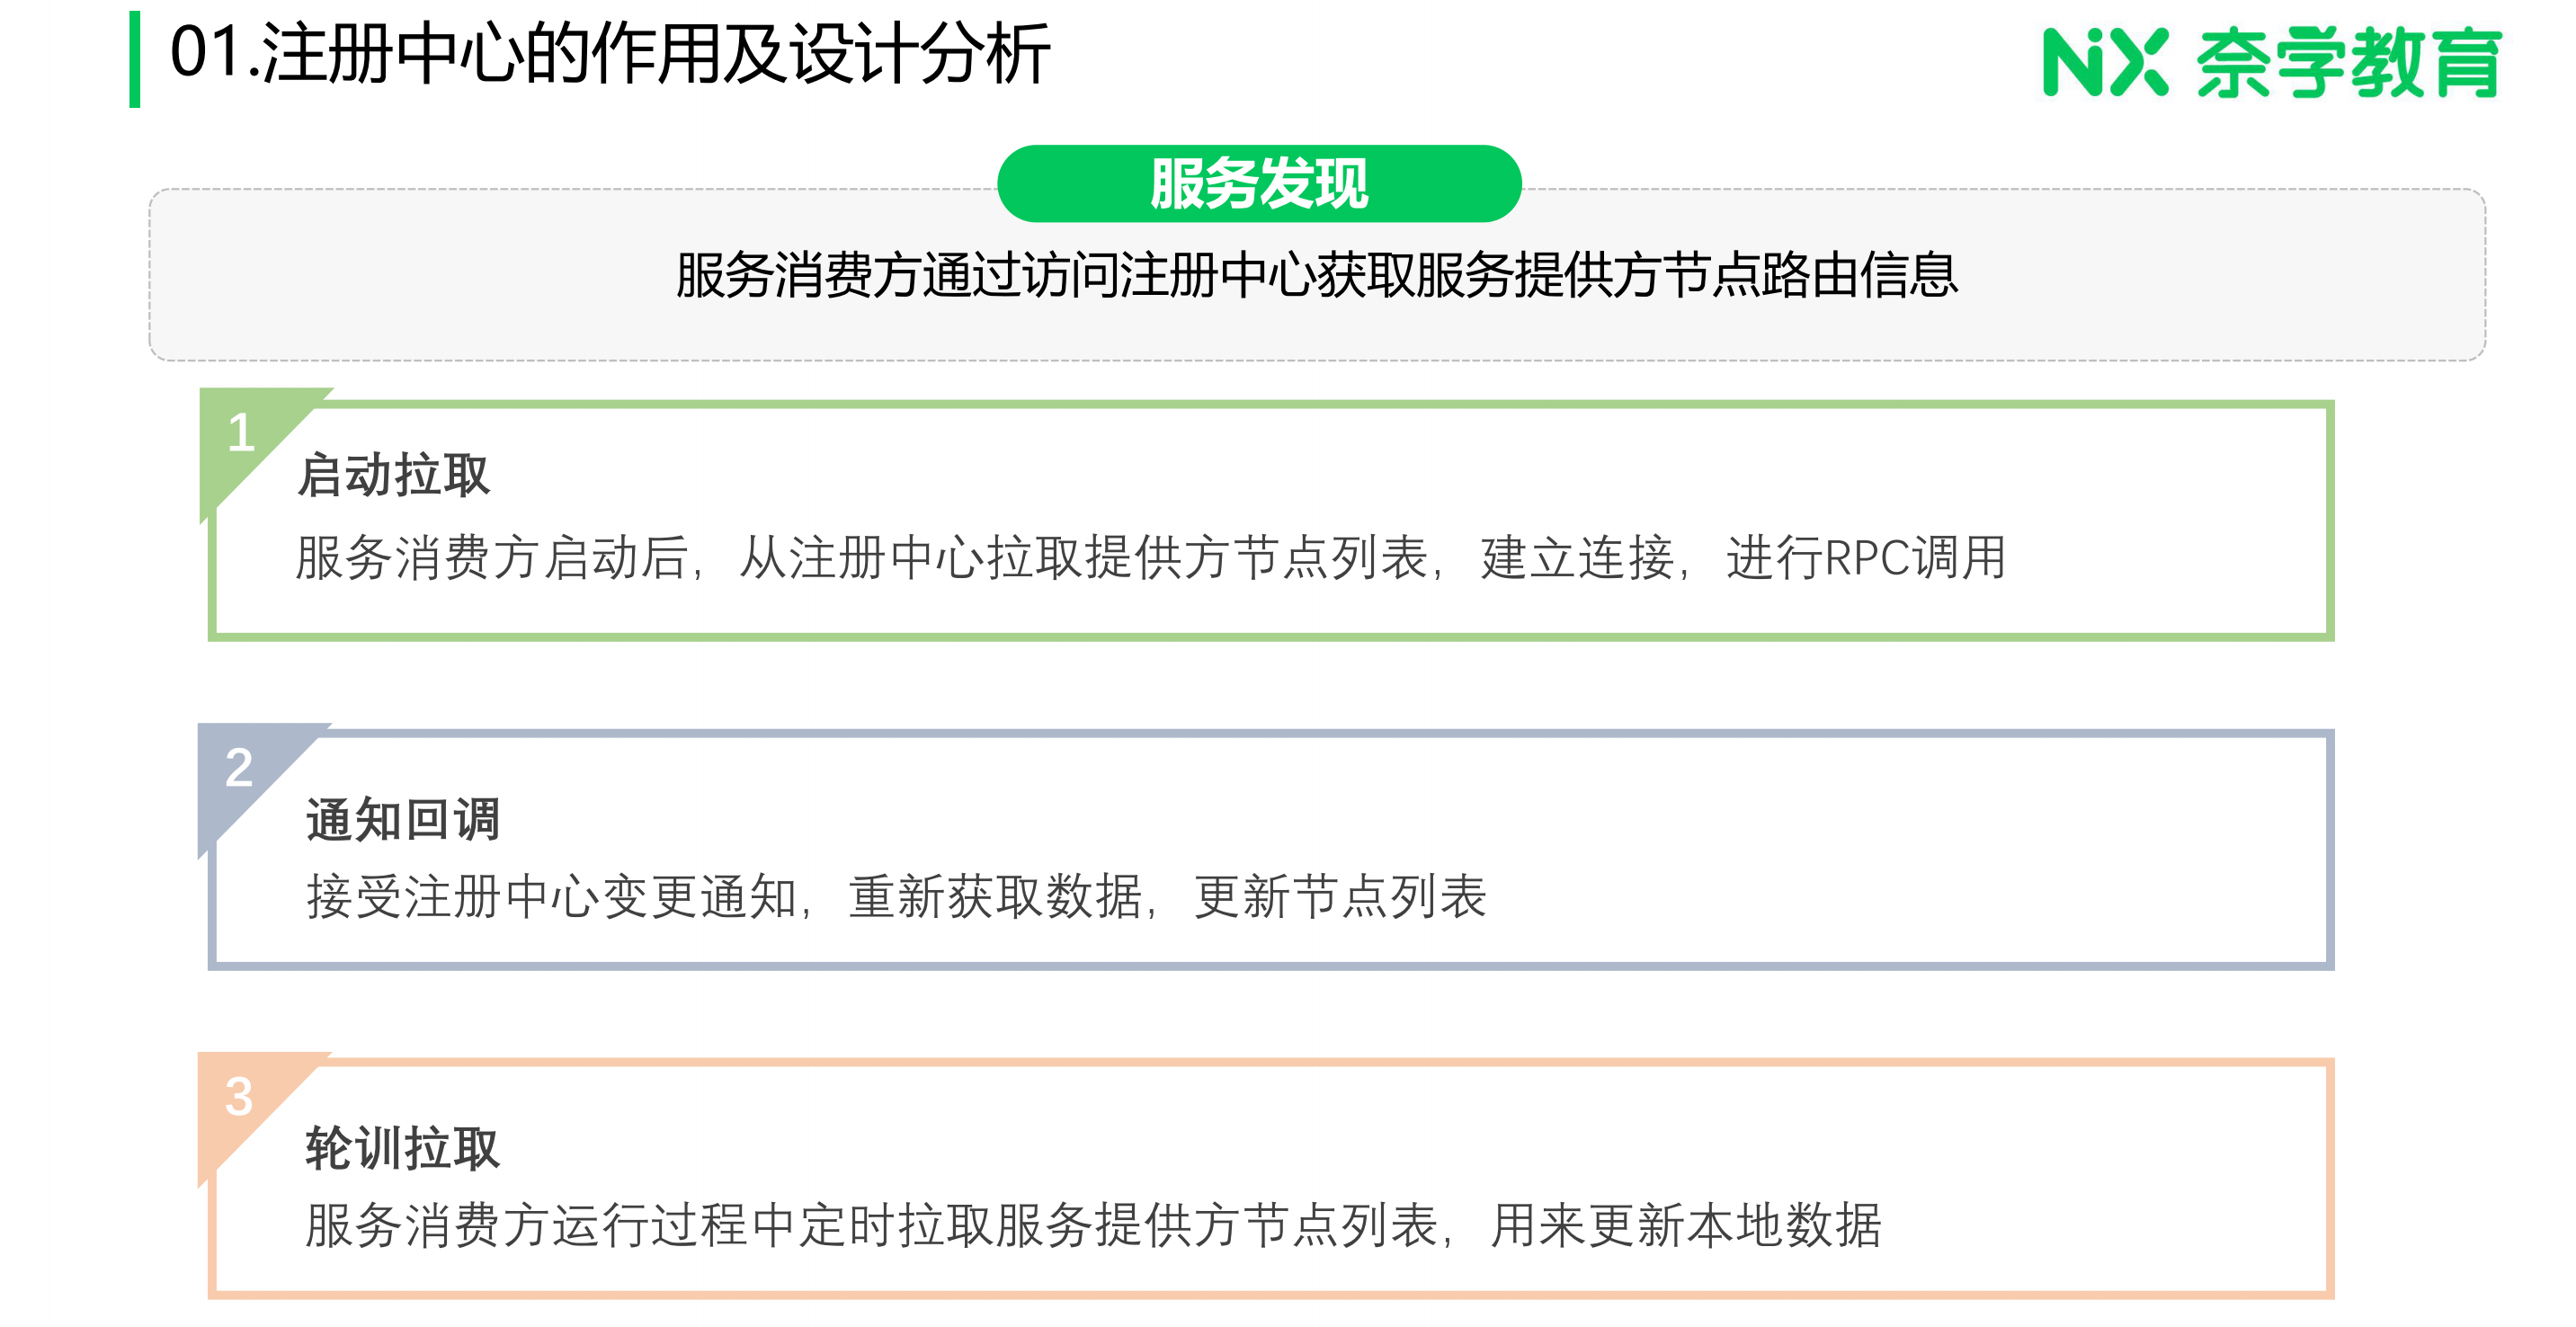 01.注册中心的作用及设计分析
NX 奈学教育
服务发现
服务消费方通过访问注册中心获取服务提供方节点路由信息
1
启动拉取
服务消费方启动后，从注册中心拉取提供方节点列表，建立连接，进行RPC调用
2
通知回调
接受注册中心变更通知，重新获取数据，更新节点列表
3
轮训拉取
服务消费方运行过程中定时拉取服务提供方节点列表，用来更新本地数据